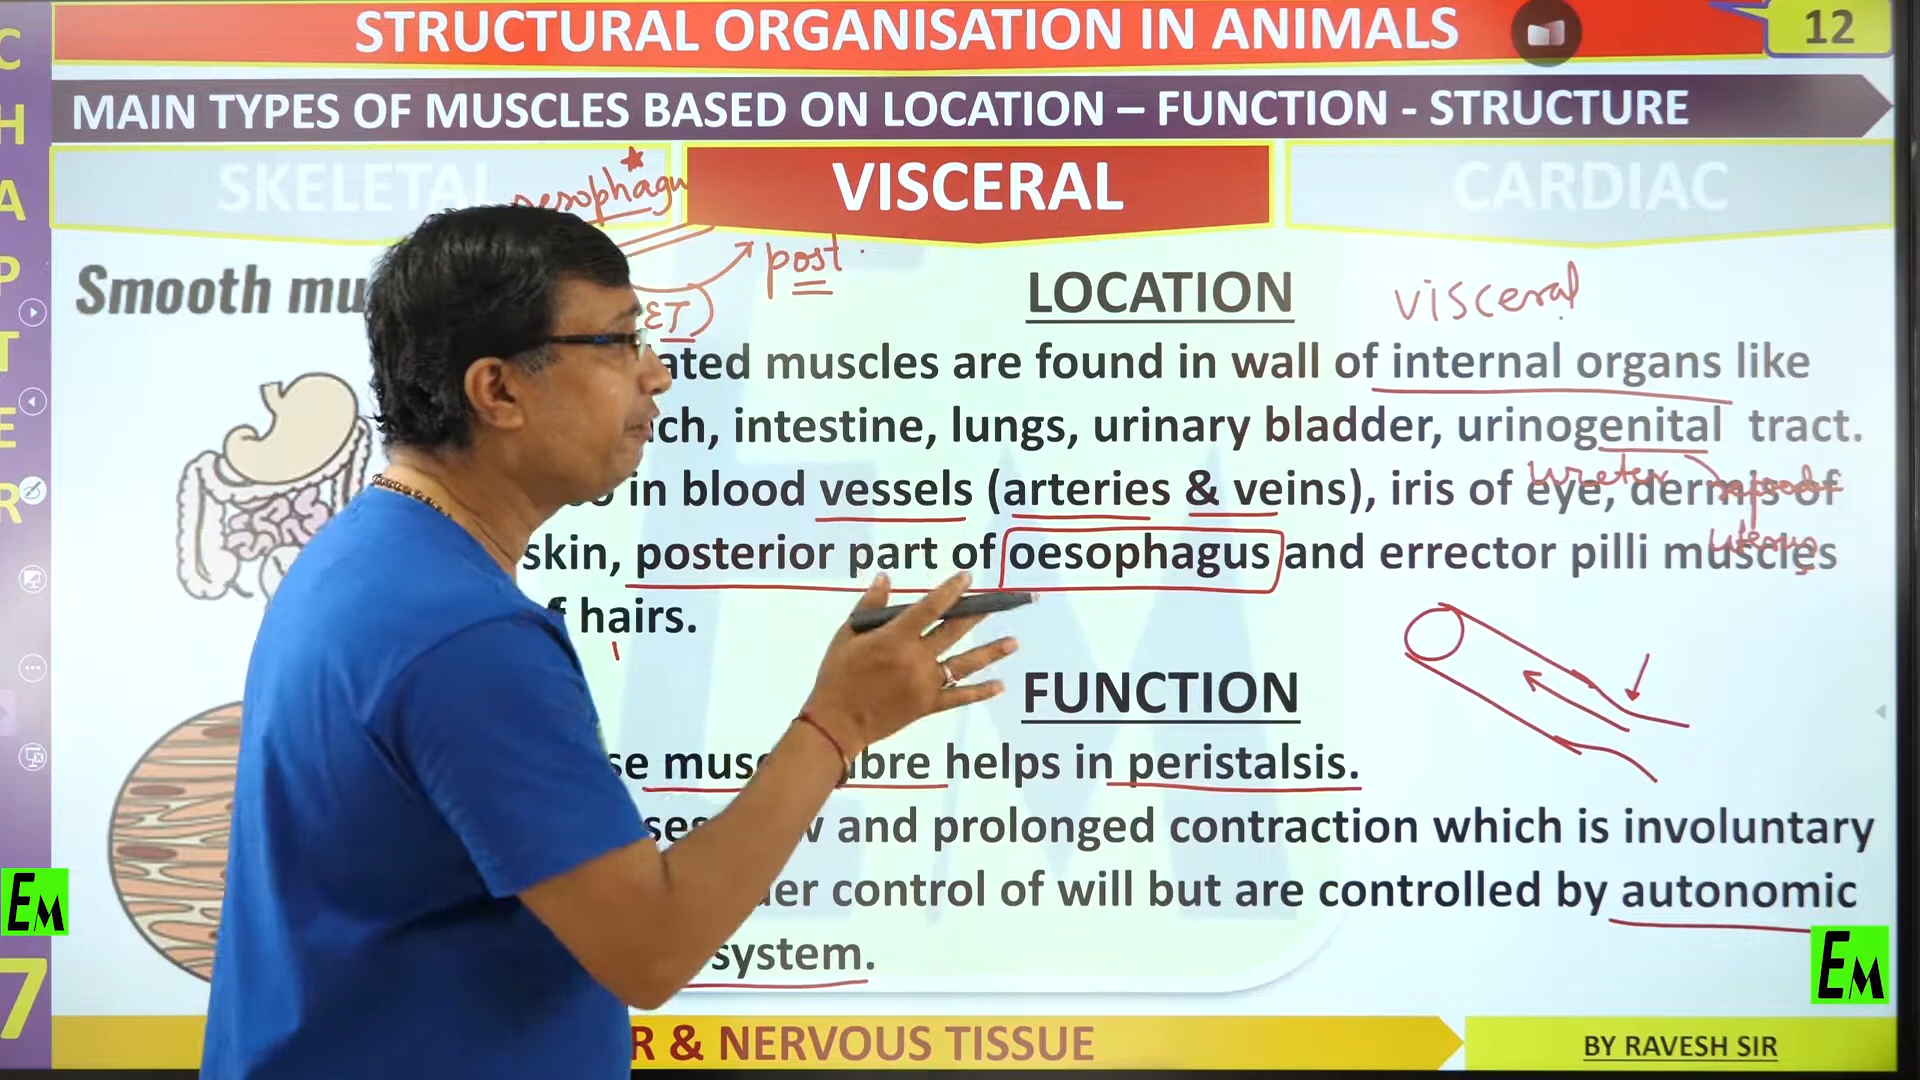 STRUCTURAL ORGANISATION IN ANIMALS
12
MAIN TYPES OF MUSCLES BASED ON LOCATION – FUNCTION - STRUCTURE
SKELETAL
VISCERAL
CARDIAC
CHAPTER
7
post.
Smooth mu
LOCATION
visceral
ated muscles are found in wall of internal organs like
ch, intestine, lungs, urinary bladder, urinogenital tract.
in blood vessels (arteries & veins), iris of eye, dermis of
ureter
skin, posterior part of oesophagus and errector pilli muscles
uterus
f hairs.
FUNCTION
se mus bre helps in peristalsis.
ses w and prolonged contraction which is involuntary
er control of will but are controlled by autonomic
system.
EM
EM
R & NERVOUS TISSUE
BY RAVESH SIR